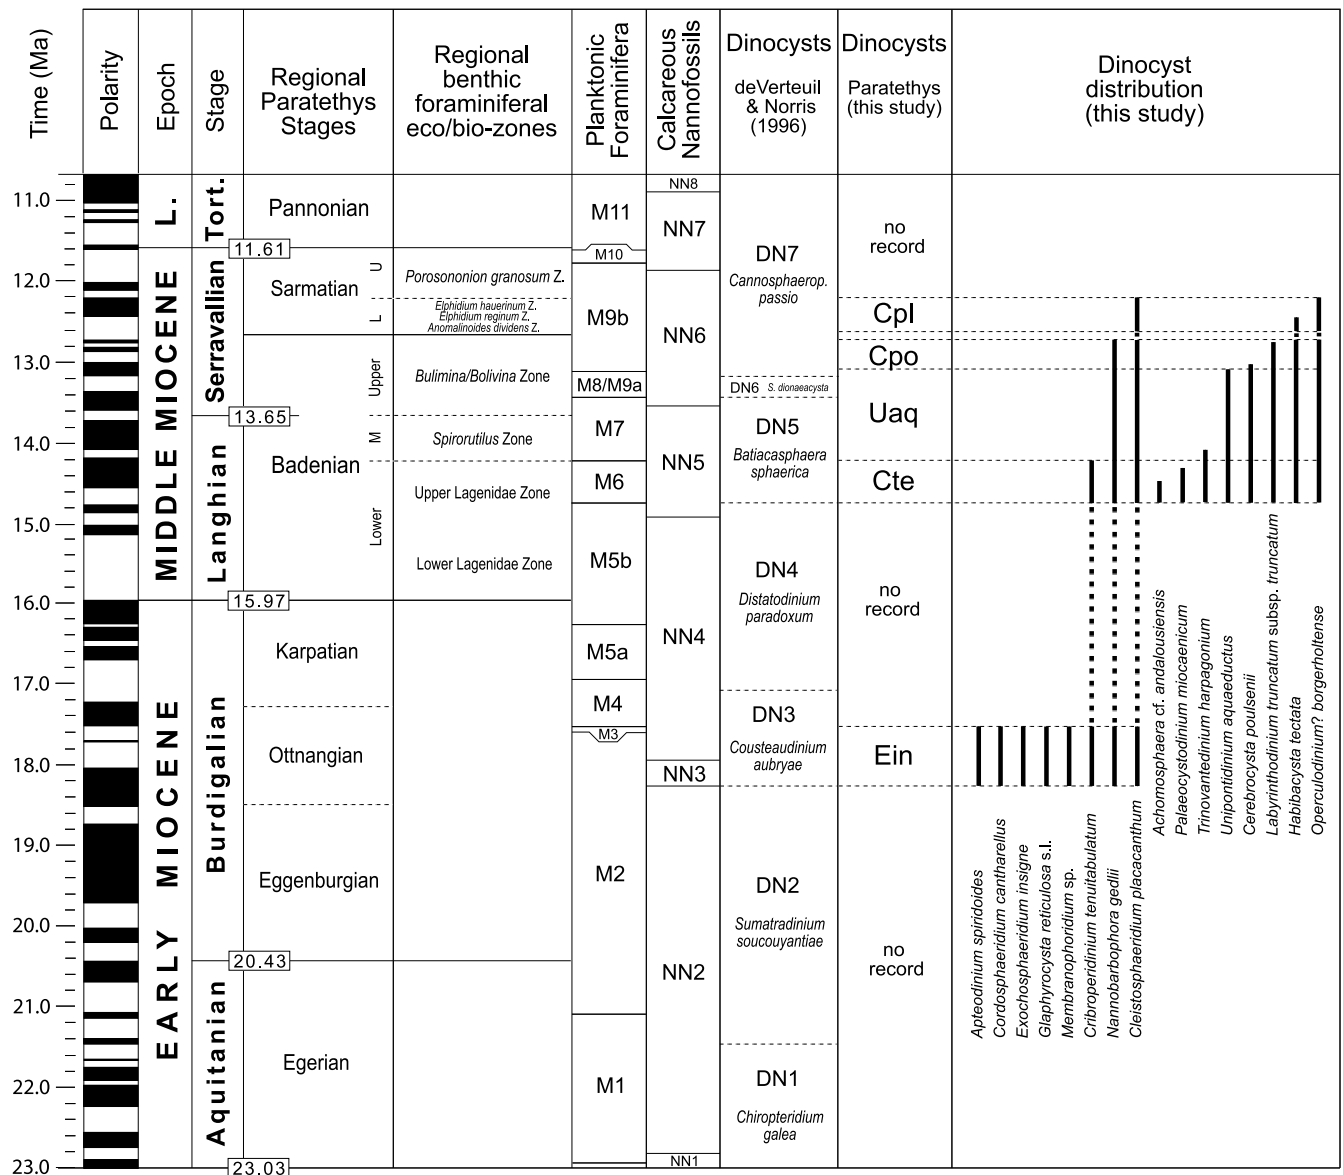 Time (Ma)
Polarity
Epoch
Stage
Regional
Paratethys
Stages
Regional
benthic
foraminiferal
eco/bio-zones
Planktonic
Foraminifera
Calcareous
Nannofossils
Dinocysts
deVerteuil
& Norris
(1996)
Dinocysts
Paratethys
(this study)
Dinocyst
distribution
(this study)
11.0
12.0
13.0
14.0
15.0
16.0
17.0
18.0
19.0
20.0
21.0
22.0
23.0
L.
MIDDLE MIOCENE
EARLY MIOCENE
Tort.
Serravallian
Langhian
Burdigalian
Aquitanian
11.61
13.65
15.97
20.43
23.03
Pannonian
Sarmatian
U
L
Badenian
Upper
M
Lower
Karpatian
Ottnangian
Eggenburgian
Egerian
Porosononion granosum Z.
Elphidium hauerinum Z.
Elphidium reginum Z.
Anomalinoides dividens Z.
Bulimina/Bolivina Zone
Spirorutilus Zone
Upper Lagenidae Zone
Lower Lagenidae Zone
M11
M10
M9b
M8/M9a
M7
M6
M5b
M5a
M4
M3
M2
M1
NN8
NN7
NN6
NN5
NN4
NN3
NN2
NN1
DN7
Cannosphaerop.
passio
DN6 S. dionaeacysta
DN5
Batiacasphaera
sphaerica
DN4
Distatodinium
paradoxum
DN3
Cousteaudinium
aubryae
DN2
Sumatradinium
soucouyantiae
DN1
Chiropteridium
galea
no
record
Cpl
Cpo
Uaq
Cte
no
record
Ein
no
record
Apteodinium spiridoides
Cordosphaeridium cantharellus
Exochosphaeridium insigne
Glaphyrocysta reticulosa s.l.
Membranophoridium sp.
Cribroperidinium tenuitabulatum
Nannobarbophora gedlii
Cleistosphaeridium placacanthum
Achomosphaera cf. andalousiensis
Palaeocystodinium miocaenicum
Trinovantedinium harpagonium
Unipontidinium aquaeductus
Cerebrocysta poulsenii
Labyrinthodinium truncatum subsp. truncatum
Habibacysta tectata
Operculodinium? borgerholtense